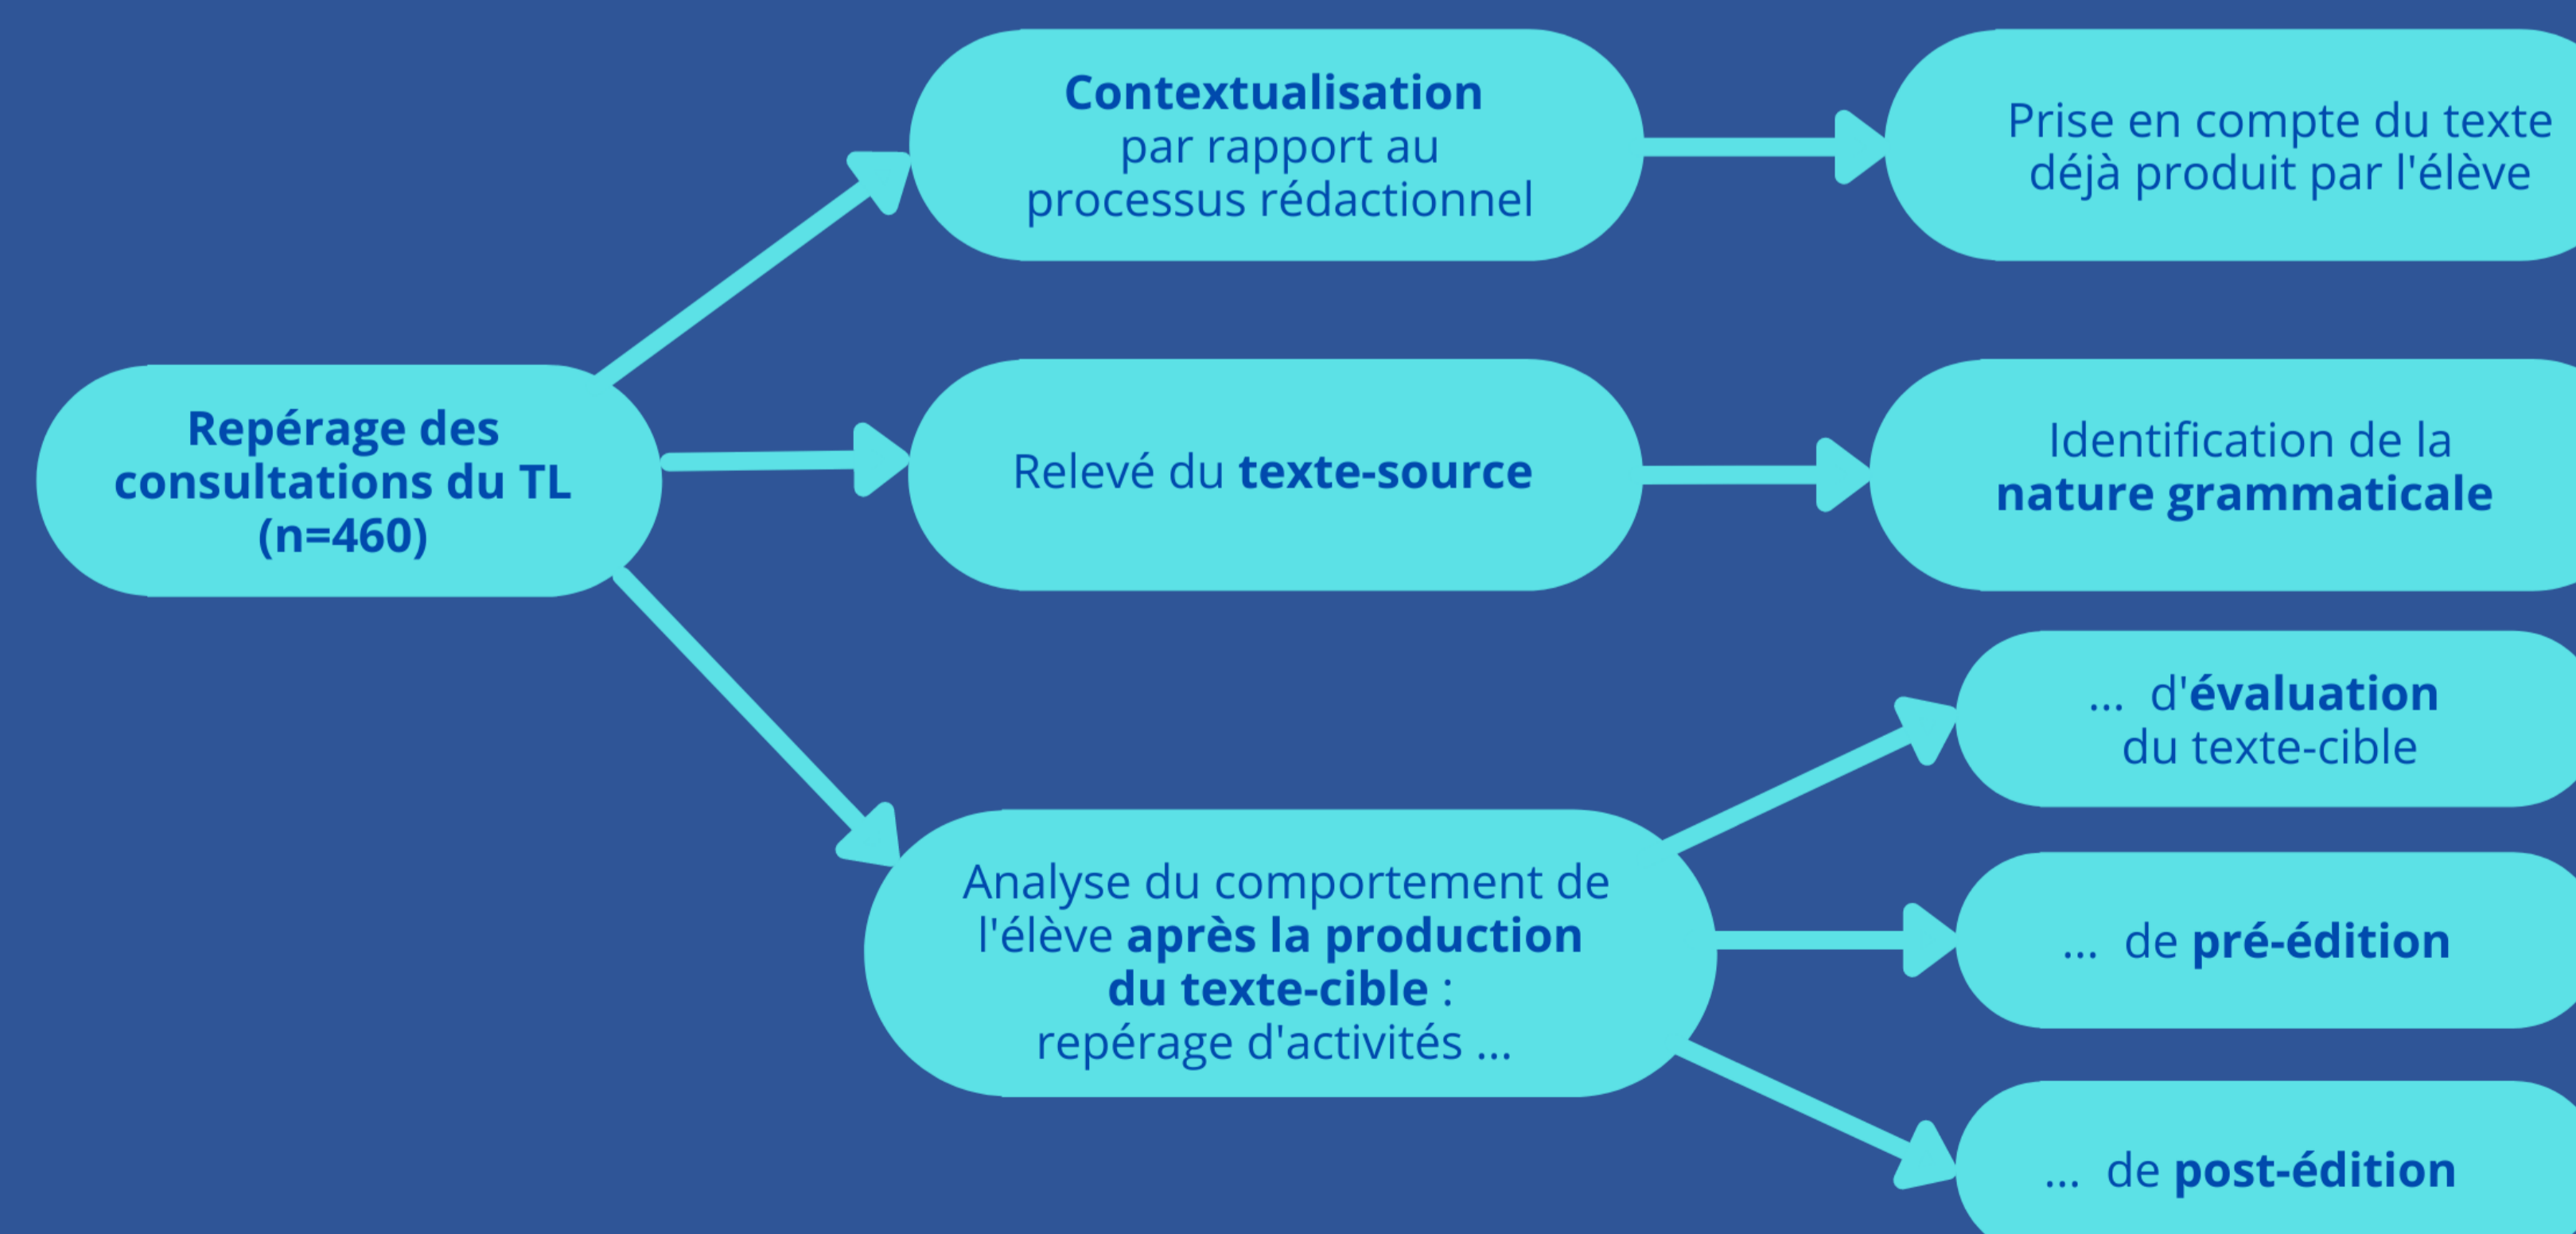 Contextualisation
par rapport au
processus rédactionnel
Prise en compte du texte
déjà produit par l'élève
Repérage des
consultations du TL
(n=460)
Relevé du texte-source
Identification de la
nature grammaticale
... d'évaluation
du texte-cible
Analyse du comportement de
l'élève après la production
du texte-cible :
repérage d'activités ...
... de pré-édition
... de post-édition